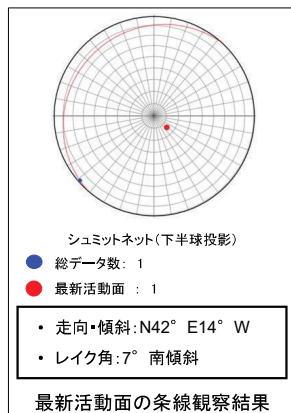 シュミットネット(下半球投影)
総データ数: 1
最新活動面 : 1
・ 走向・傾斜:N42° E14° W
・ レイク角:7° 南傾斜
最新活動面の条線観察結果